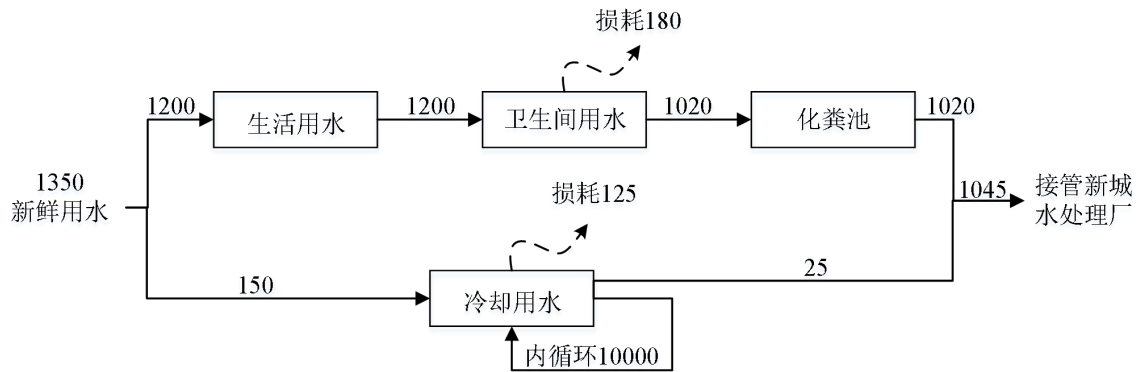 损耗180
1200
生活用水
1200
卫生间用水
1020
化粪池
1020
1350
新鲜用水
损耗125
1045
接管新城
水处理厂
150
冷却用水
25
内循环10000